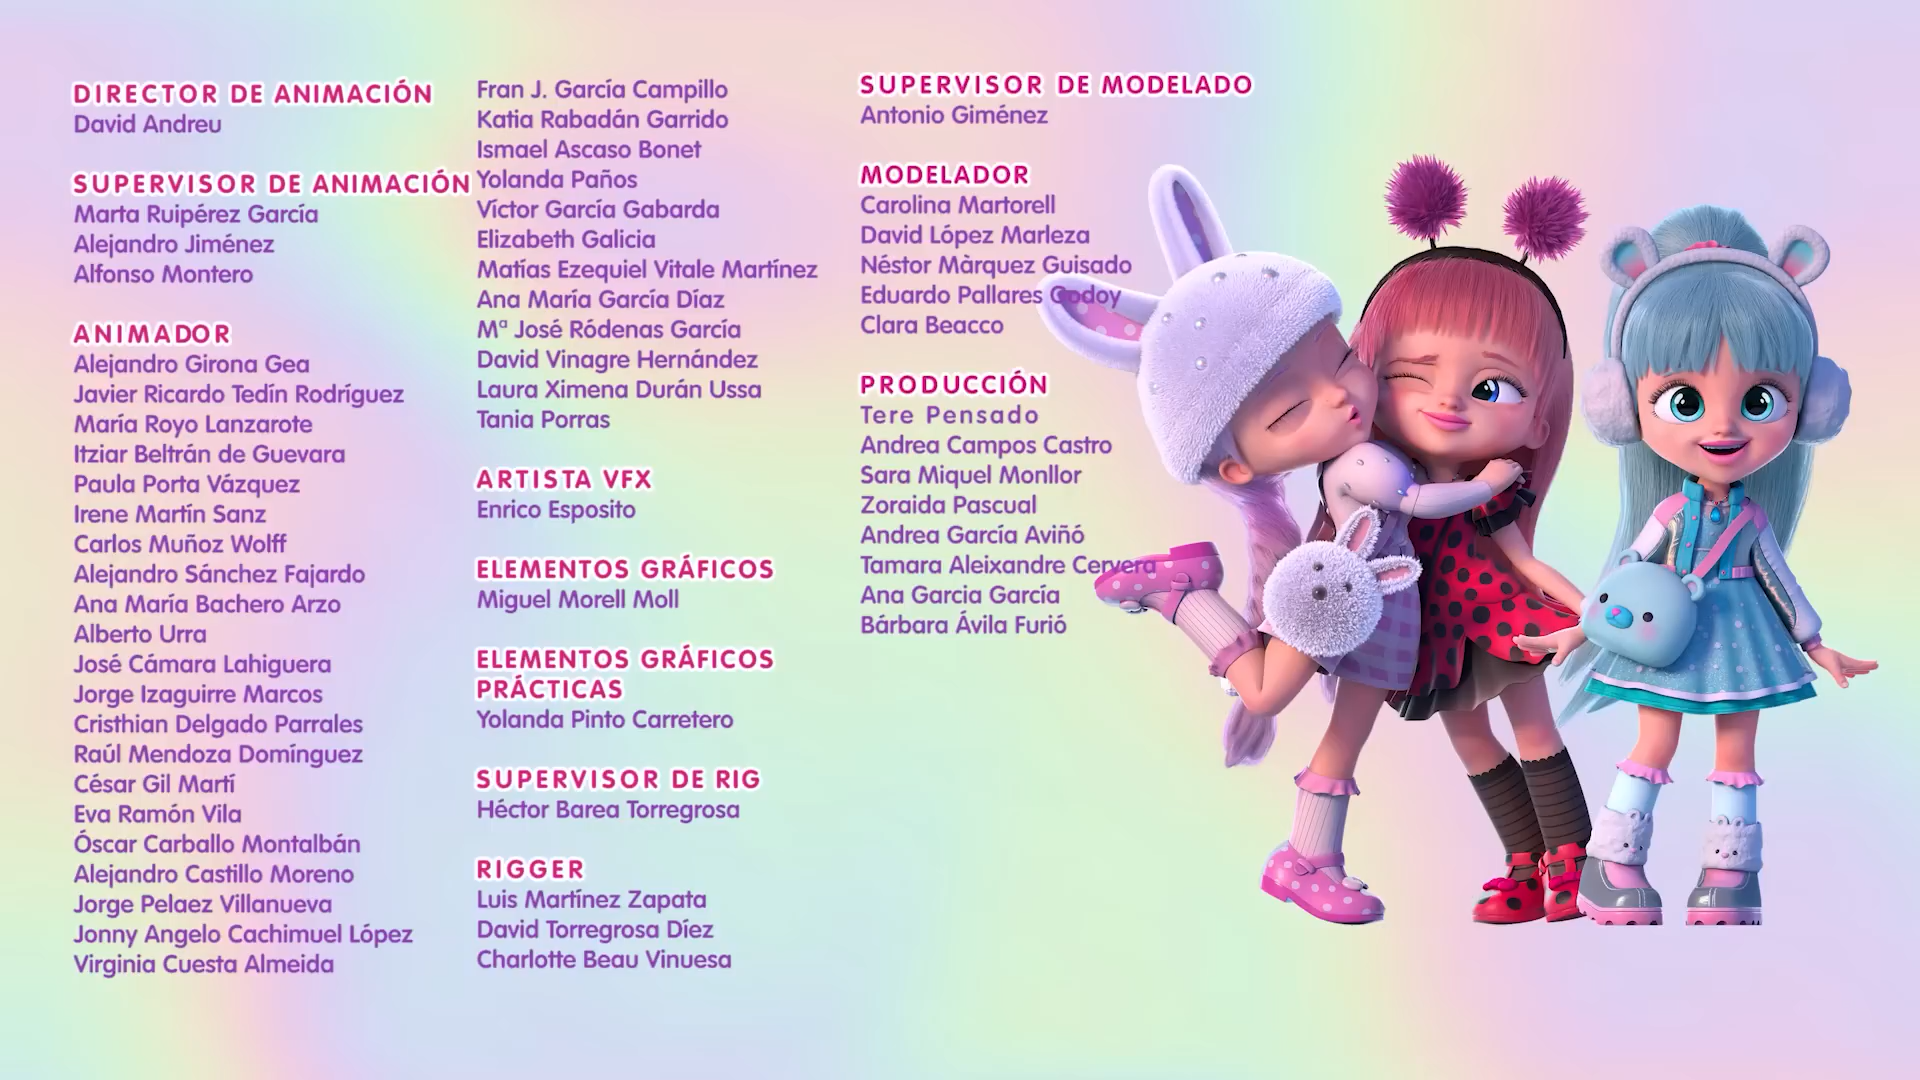 DIRECTOR DE ANIMACIÓN
David Andreu
SUPERVISOR DE ANIMACIÓN
Marta Ruipérez García
Alejandro Jiménez
Alfonso Montero
ANIMADOR
Alejandro Girona Gea
Javier Ricardo Tedín Rodríguez
María Royo Lanzarote
Itziar Beltrán de Guevara
Paula Porta Vázquez
Irene Martín Sanz
Carlos Muñoz Wolff
Alejandro Sánchez Fajardo
Ana María Bachero Arzo
Alberto Urra
José Cámara Lahiguera
Jorge Izaguirre Marcos
Cristhian Delgado Parrales
Raúl Mendoza Domínguez
César Gil Martí
Eva Ramón Vila
Óscar Carballo Montalbán
Alejandro Castillo Moreno
Jorge Pelaez Villanueva
Jonny Angelo Cachimuel López
Virginia Cuesta Almeida
Fran J. García Campillo
Katia Rabadán Garrido
Ismael Ascaso Bonet
Yolanda Paños
Víctor García Gabarda
Elizabeth Galicia
Matías Ezequiel Vitale Martínez
Ana María García Díaz
Mª José Ródenas García
David Vinagre Hernández
Laura Ximena Durán Ussa
Tania Porras
ARTISTA VFX
Enrico Esposito
ELEMENTOS GRÁFICOS
Miguel Morell Moll
ELEMENTOS GRÁFICOS
PRÁCTICAS
Yolanda Pinto Carretero
SUPERVISOR DE RIG
Héctor Barea Torregrosa
RIGGER
Luis Martínez Zapata
David Torregrosa Díez
Charlotte Beau Vinuesa
SUPERVISOR DE MODELADO
Antonio Giménez
MODELADOR
Carolina Martorell
David López Marleza
Néstor Màrquez Guisado
Eduardo Pallares Godoy
Clara Beacco
PRODUCCIÓN
Tere Pensado
Andrea Campos Castro
Sara Miquel Monllor
Zoraida Pascual
Andrea García Aviñó
Tamara Aleixandre Cervera
Ana Garcia García
Bárbara Ávila Furió